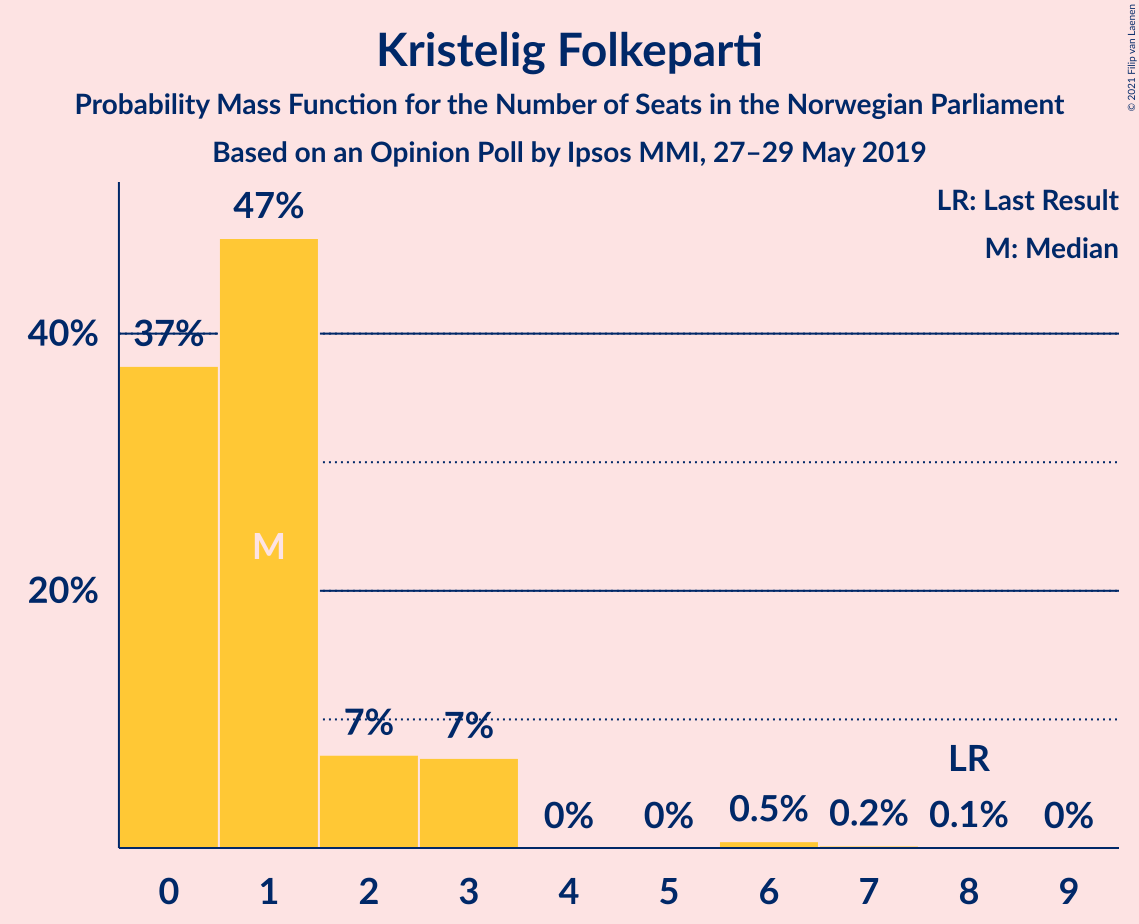 Kristelig Folkeparti
Probability Mass Function for the Number of Seats in the Norwegian Parliament
Based on an Opinion Poll by Ipsos MMI, 27–29 May 2019
© 2021 Filip van Laenen
LR: Last Result
M: Median
47%
40%
37%
M
20%
7%
7%
LR
0%
0%
0.5%
0.2%
0.1%
0%
0 1 2 3 4 5 6 7 8 9